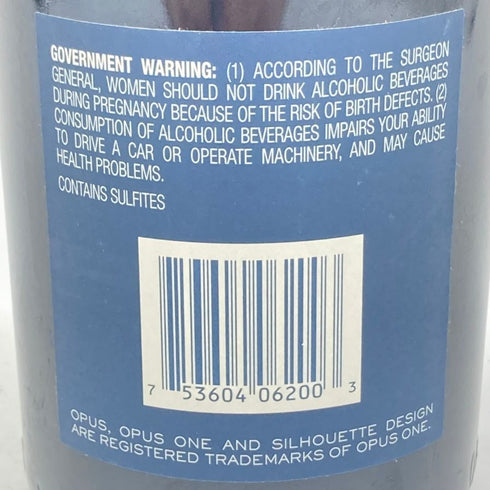 GOVERNMENT WARNING: (1) ACCORDING TO THE SURGEON
GENERAL, WOMEN SHOULD NOT DRINK ALCOHOLIC BEVERAGES
DURING PREGNANCY BECAUSE OF THE RISK OF BIRTH DEFECTS. (2)
CONSUMPTION OF ALCOHOLIC BEVERAGES IMPAIRS YOUR ABILITY
TO DRIVE A CAR OR OPERATE MACHINERY, AND MAY CAUSE
HEALTH PROBLEMS.
CONTAINS SULFITES
7 53604 06200 3
OPUS, OPUS ONE AND SILHOUETTE DESIGN
ARE REGISTERED TRADEMARKS OF OPUS ONE.